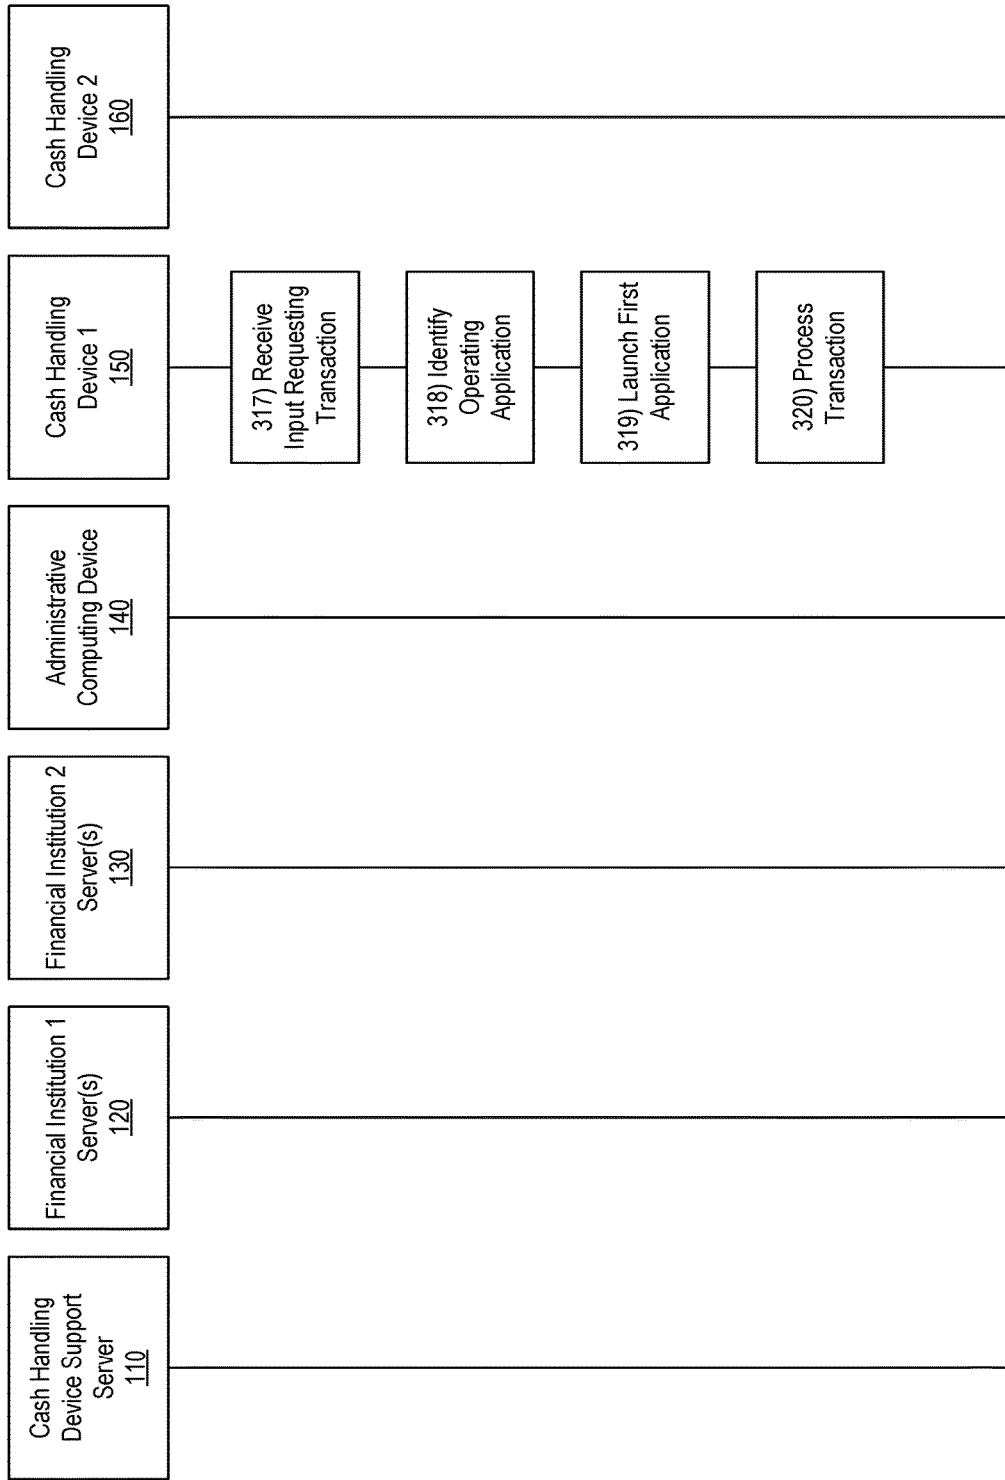 Cash Handling
Device Support
Server
110
Financial Institution 1
Server(s)
120
Financial Institution 2
Server(s)
130
Administrative
Computing Device
140
Cash Handling
Device 1
150
Cash Handling
Device 2
160
317) Receive
Input Requesting
Transaction
318) Identify
Operating
Application
319) Launch First
Application
320) Process
Transaction